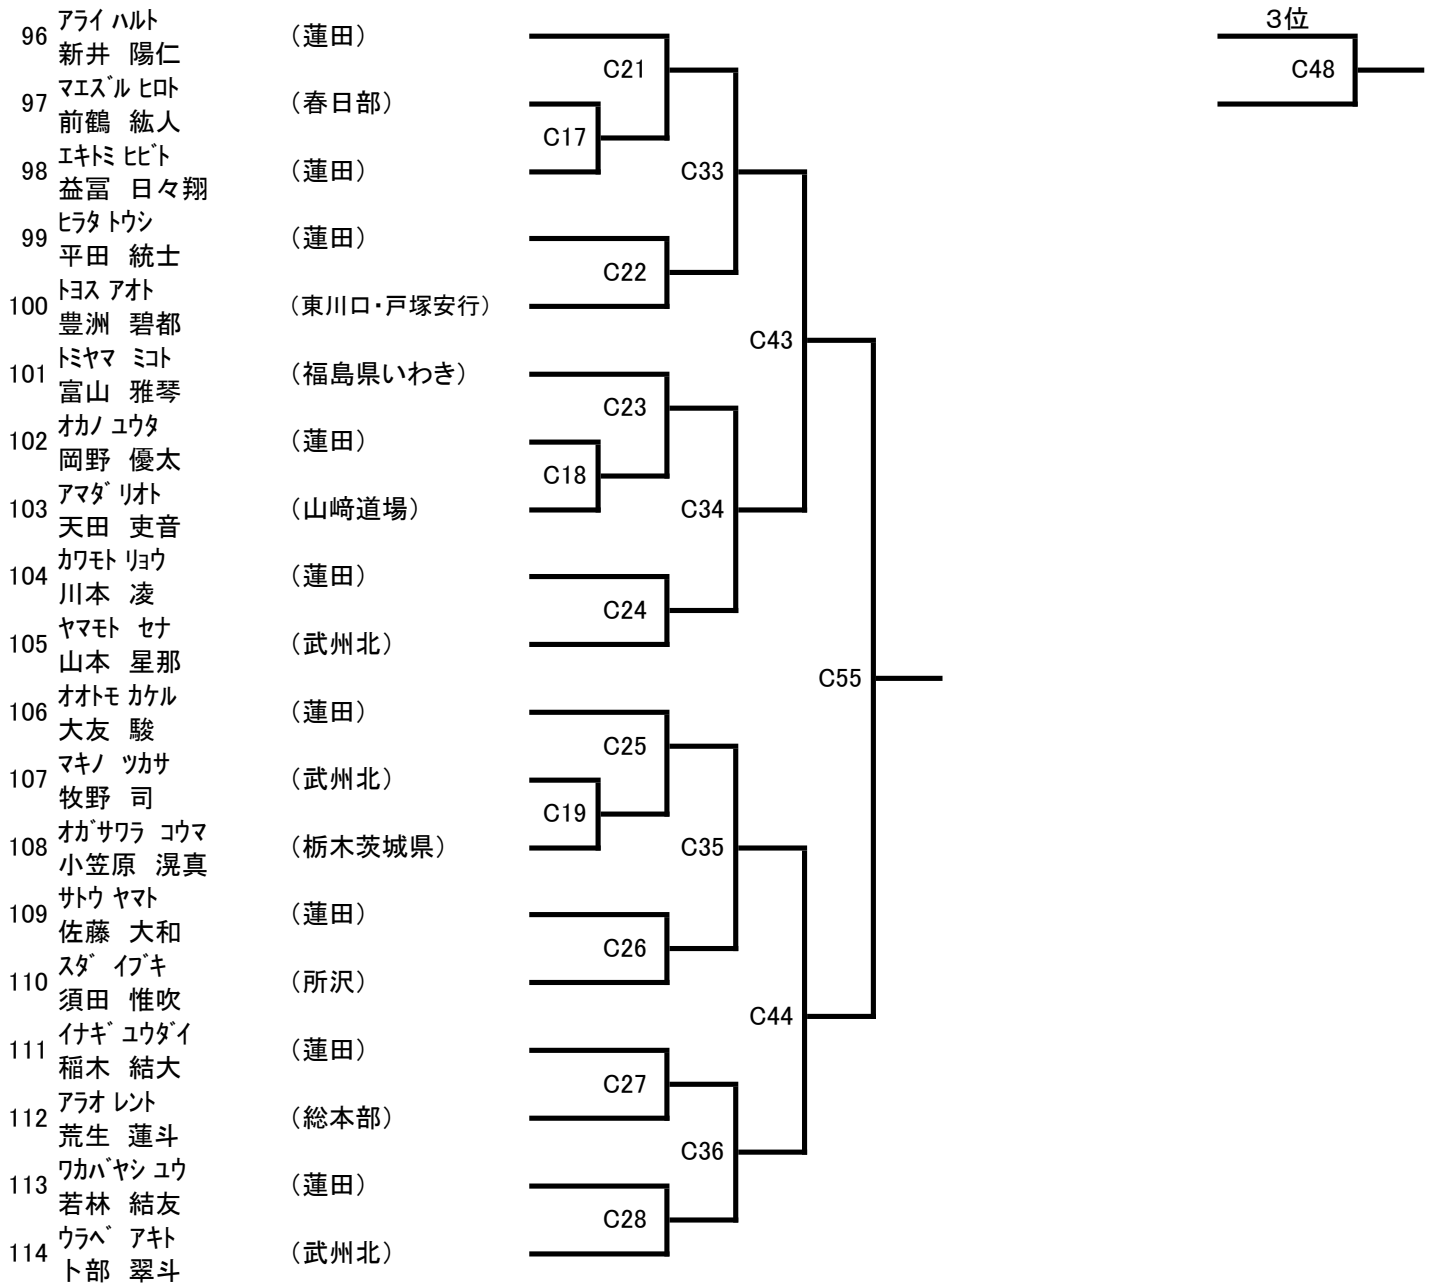 アライ ハルト
96 新井 陽仁 （蓮田）
マエズル ヒロト
97 前鶴 紘人 （春日部）
エキトミ ヒビト
98 益冨 日々翔 （蓮田）
ヒラタ トウシ
99 平田 統士 （蓮田）
トヨス アオト
100 豊洲 碧都 （東川口・戸塚安行）
トミヤマ ミコト
101 富山 雅琴 （福島県いわき）
オカノ ユウタ
102 岡野 優太 （蓮田）
アマダ リオト
103 天田 吏音 （山﨑道場）
カワモト リョウ
104 川本 凌 （蓮田）
ヤマモト セナ
105 山本 星那 （武州北）
オオトモ カケル
106 大友 駿 （蓮田）
マキノ ツカサ
107 牧野 司 （武州北）
オガサワラ コウマ
108 小笠原 滉真 （栃木茨城県）
サトウ ヤマト
109 佐藤 大和 （蓮田）
スダ イブキ
110 須田 惟吹 （所沢）
イナギ ユウダイ
111 稲木 結大 （蓮田）
アラオ レント
112 荒生 蓮斗 （総本部）
ワカバヤシ ユウ
113 若林 結友 （蓮田）
ウラベ アキト
114 卜部 翠斗 （武州北）
C21
C17
C33
C22
C43
C23
C18
C34
C24
C55
C25
C19
C35
C26
C44
C27
C36
C28
3位
C48